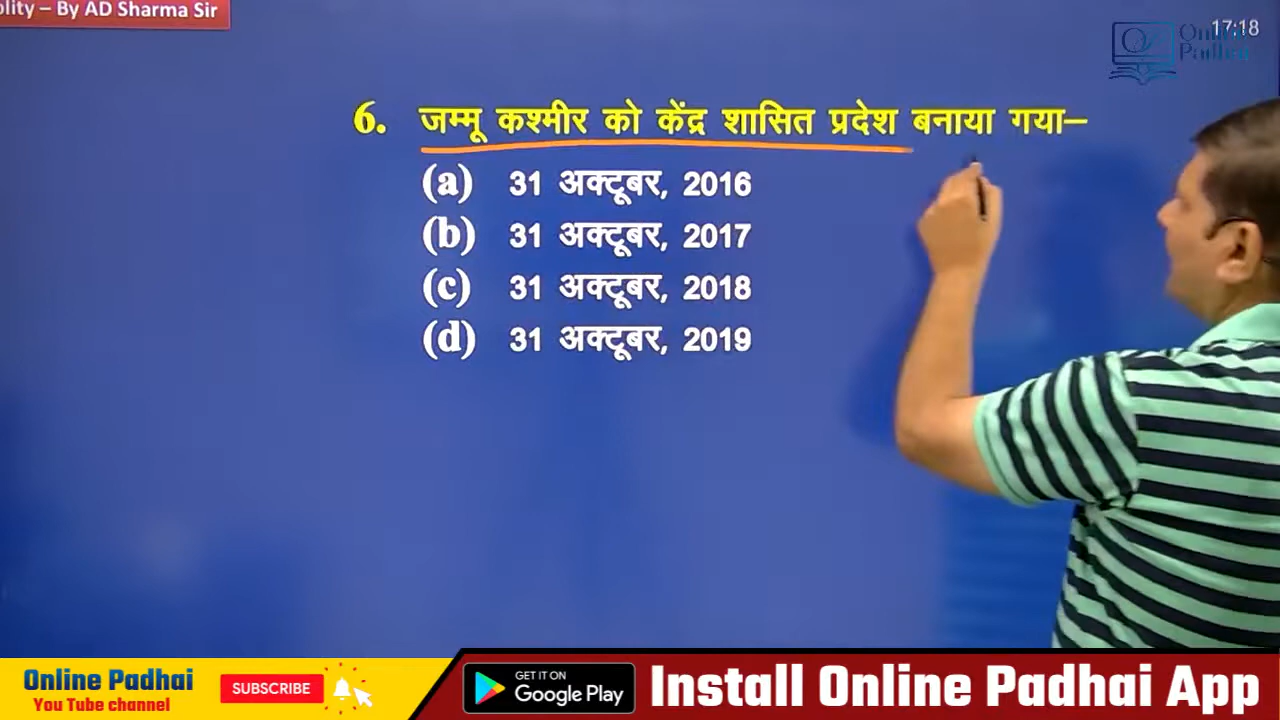 olity – By AD Sharma Sir
17:18
Online
Padhai
6. जम्मू कश्मीर को केंद्र शासित प्रदेश बनाया गया–
(a) 31 अक्टूबर, 2016
(b) 31 अक्टूबर, 2017
(c) 31 अक्टूबर, 2018
(d) 31 अक्टूबर, 2019
Online Padhai
You Tube channel
SUBSCRIBE
GET IT ON
Google Play
Install Online Padhai App